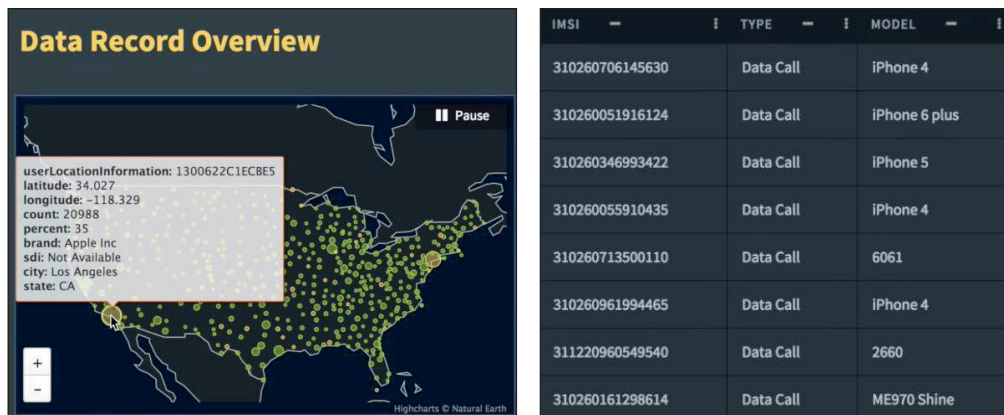 Data Record Overview
Pause
userLocationInformation: 1300622C1ECBE5
latitude: 34.027
longitude: -118.329
count: 20988
percent: 35
brand: Apple Inc
sdi: Not Available
city: Los Angeles
state: CA
+
−
Highcharts © Natural Earth
IMSI TYPE MODEL
310260706145630 Data Call iPhone 4
310260051916124 Data Call iPhone 6 plus
310260346993422 Data Call iPhone 5
310260055910435 Data Call iPhone 4
310260713500110 Data Call 6061
310260961994465 Data Call iPhone 4
311220960549540 Data Call 2660
310260161298614 Data Call ME970 Shine